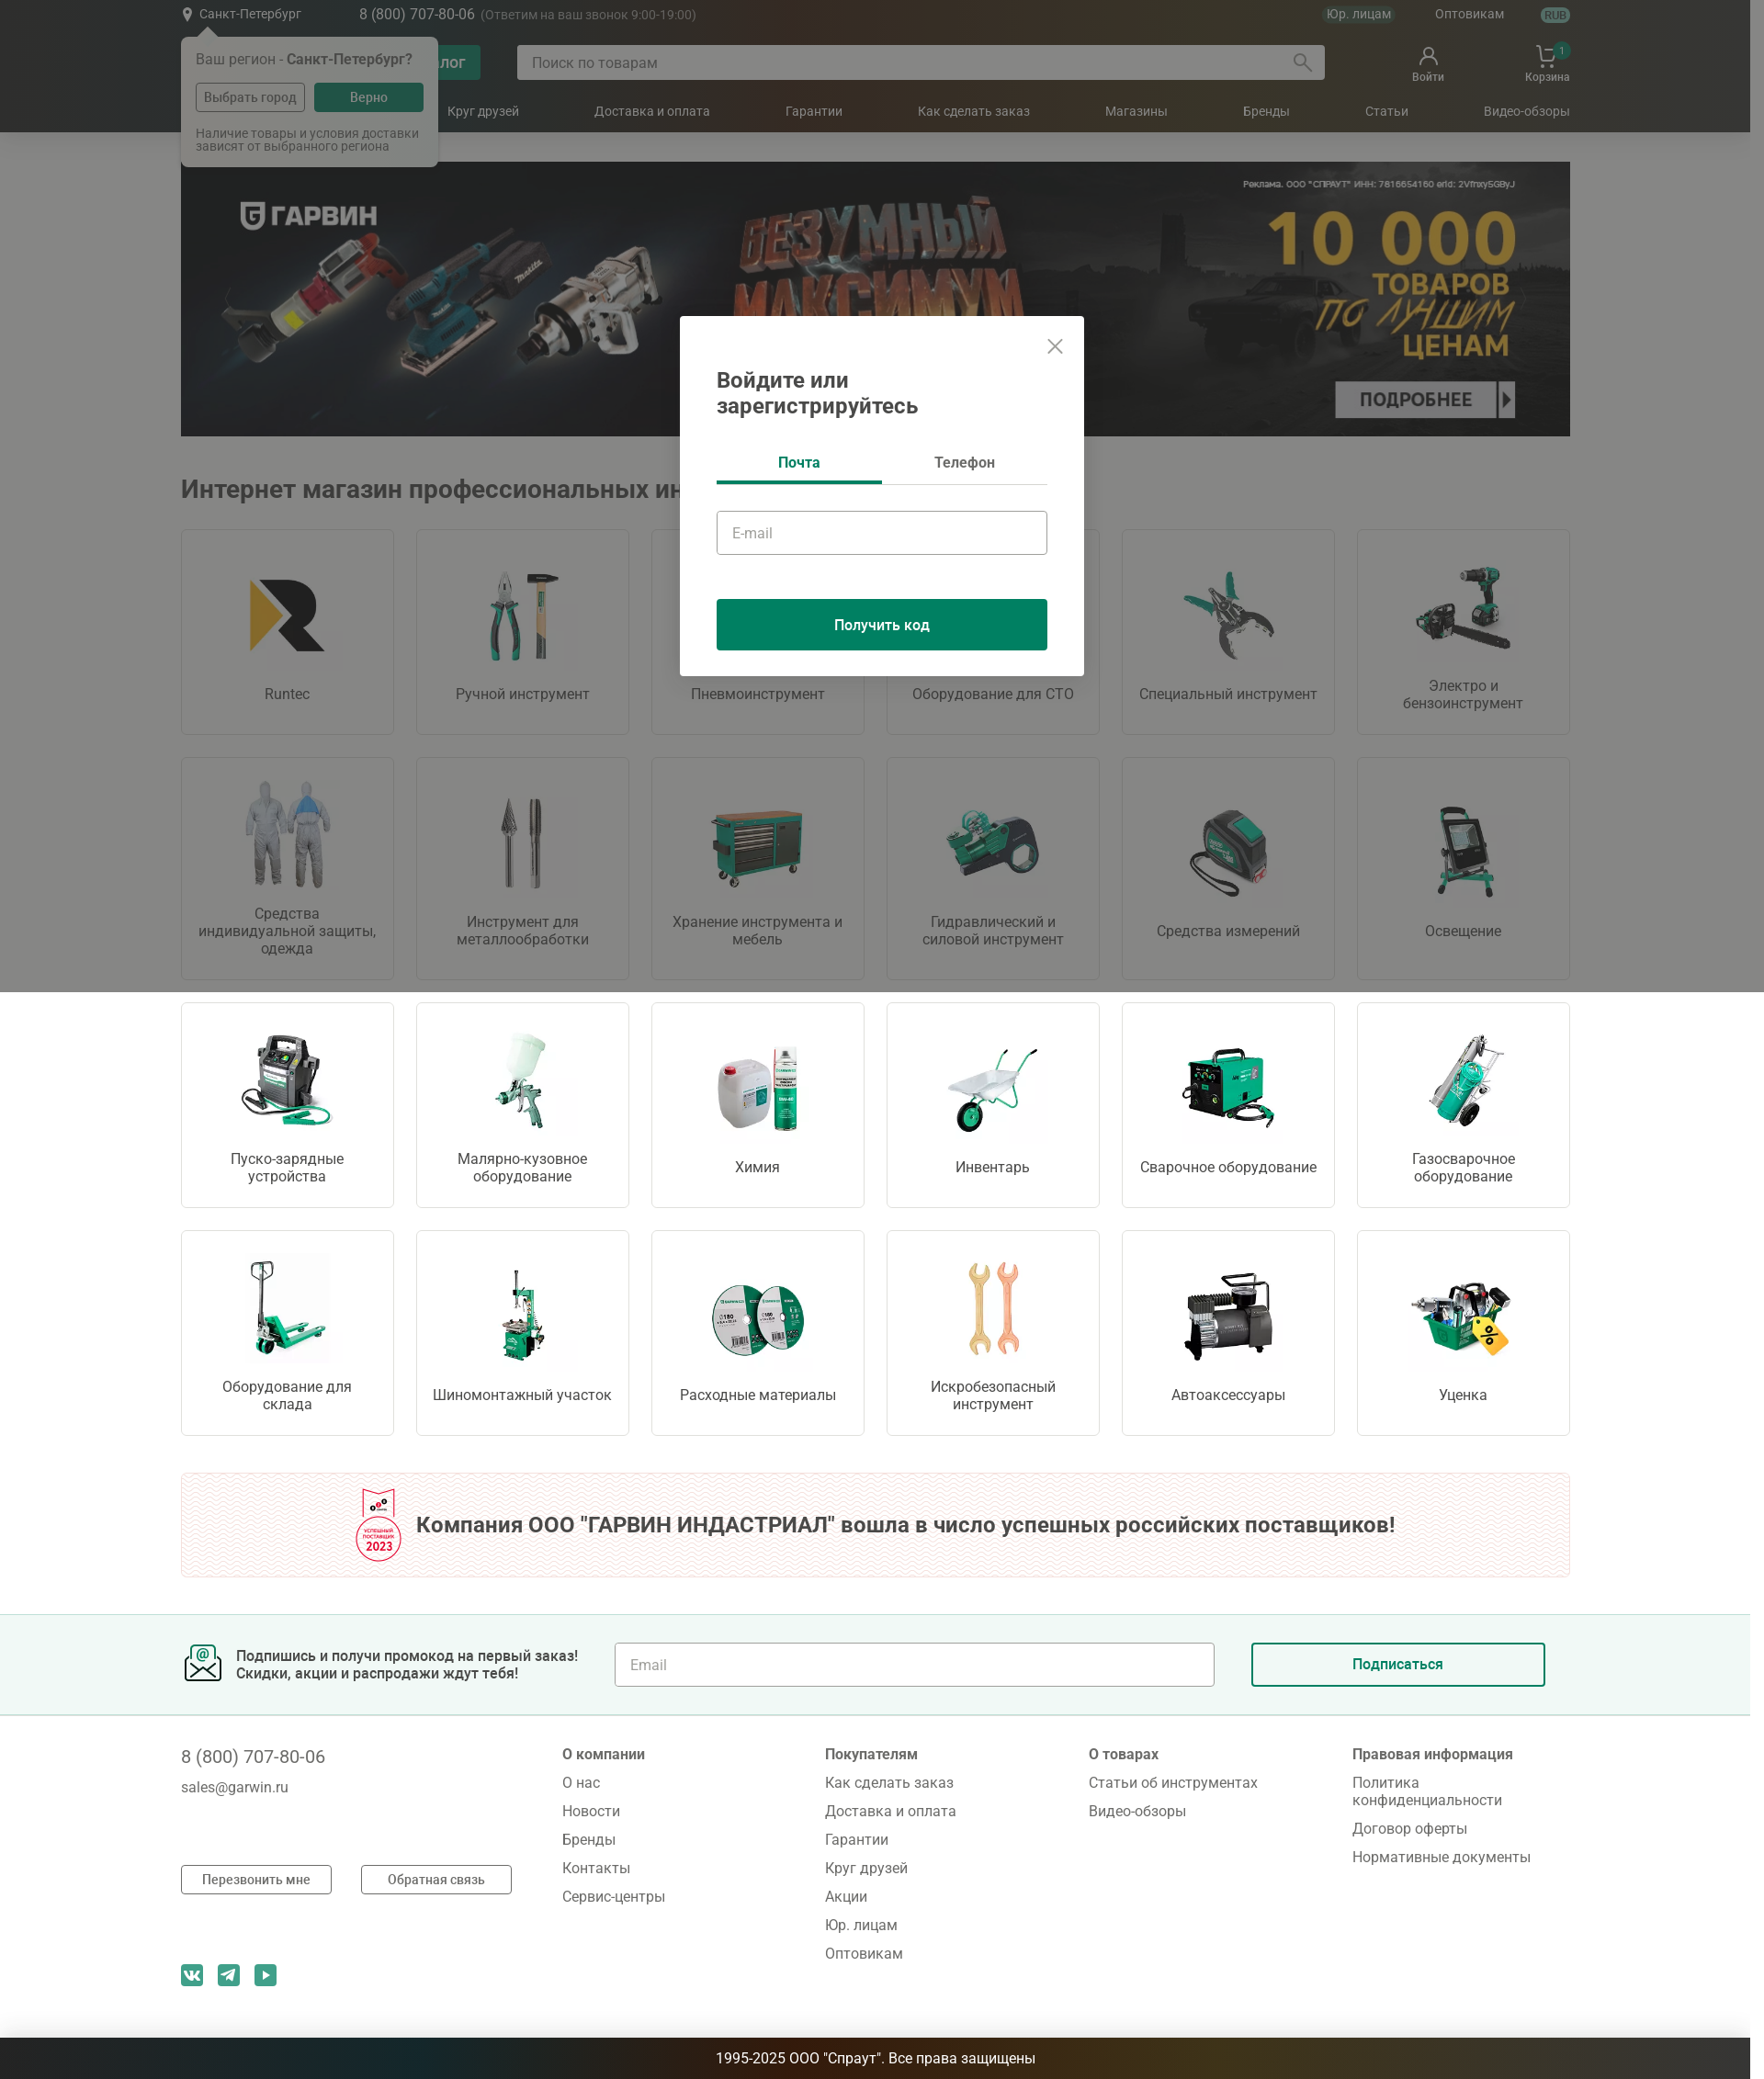 Санкт-Петербург
8 (800) 707-80-06 (Ответим на ваш звонок 9:00-19:00)
Юр. лицам
Оптовикам
RUB
Ваш регион - Санкт-Петербург?
Выбрать город
Верно
Наличие товары и условия доставки
зависят от выбранного региона
Поиск по товарам
Войти
1
Корзина
Круг друзей
Доставка и оплата
Гарантии
Как сделать заказ
Магазины
Бренды
Статьи
Видео-обзоры
Реклама. ООО "СПРАУТ" ИНН: 7816654160 erid: 2VfnxySGByJ
ГАРВИН
БЕЗУМНЫЙ
МАКСИМУМ
10 000
ТОВАРОВ
ПО ЛУЧШИМ
ЦЕНАМ
ПОДРОБНЕЕ
Войдите или
зарегистрируйтесь
Почта
Телефон
E-mail
Получить код
Интернет магазин профессиональных
Runtec
Ручной инструмент
Пневмоинструмент
Оборудование для СТО
Специальный инструмент
Электро и
бензоинструмент
Средства
индивидуальной защиты,
одежда
Инструмент для
металлообработки
Хранение инструмента и
мебель
Гидравлический и
силовой инструмент
Средства измерений
Освещение
Пуско-зарядные
устройства
Малярно-кузовное
оборудование
Химия
Инвентарь
Сварочное оборудование
Газосварочное
оборудование
Оборудование для
склада
Шиномонтажный участок
Расходные материалы
Искробезопасный
инструмент
Автоаксессуары
Уценка
УСПЕШНЫЙ
ПОСТАВЩИК
2023
Компания ООО "ГАРВИН ИНДАСТРИАЛ" вошла в число успешных российских поставщиков!
Подпишись и получи промокод на первый заказ!
Скидки, акции и распродажи ждут тебя!
Email
Подписаться
8 (800) 707-80-06
sales@garwin.ru
Перезвонить мне
Обратная связь
О компании
О нас
Новости
Бренды
Контакты
Сервис-центры
Покупателям
Как сделать заказ
Доставка и оплата
Гарантии
Круг друзей
Акции
Юр. лицам
Оптовикам
О товарах
Статьи об инструментах
Видео-обзоры
Правовая информация
Политика
конфиденциальности
Договор оферты
Нормативные документы
1995-2025 ООО "Спраут". Все права защищены